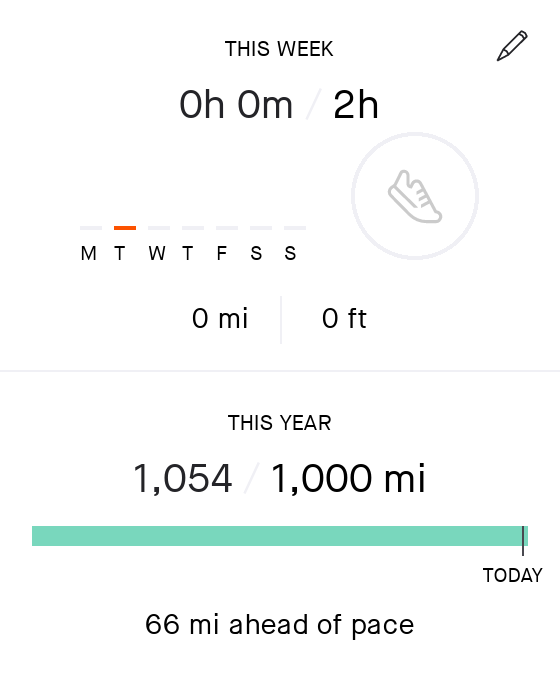 THIS WEEK
0h 0m / 2h
M T W T F S S
0 mi 0 ft
THIS YEAR
1,054 / 1,000 mi
TODAY
66 mi ahead of pace